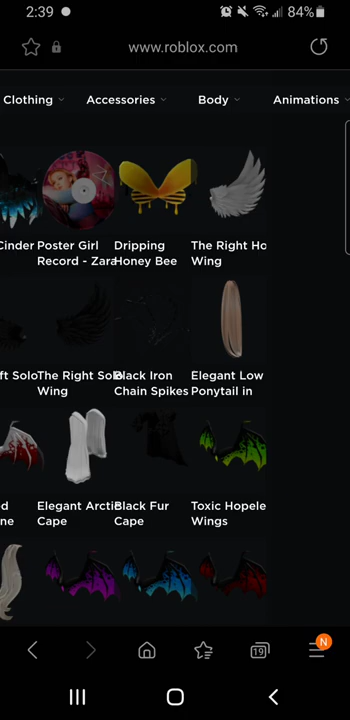 2:39
84%
www.roblox.com
Clothing Accessories Body Animations
Cinder Poster Girl Dripping The Right Ho
Record - Zara Honey Bee Wing
ft Solo The Right Solo Black Iron Elegant Low
Wing Chain Spikes Ponytail in
d Elegant Arctic Black Fur Toxic Hopele
ne Cape Cape Wings
19
N